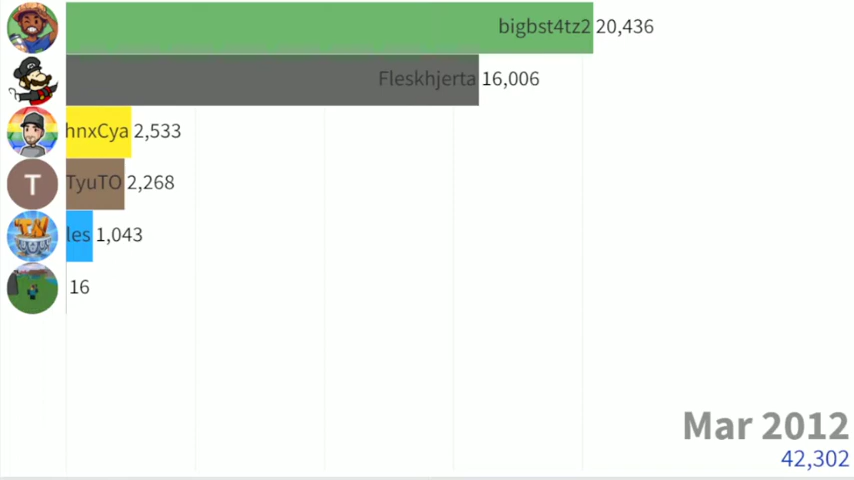 bigbst4tz2 20,436
Fleskhjerta 16,006
hnxCya 2,533
T TyuTO 2,268
TN les 1,043
16
Mar 2012
42,302